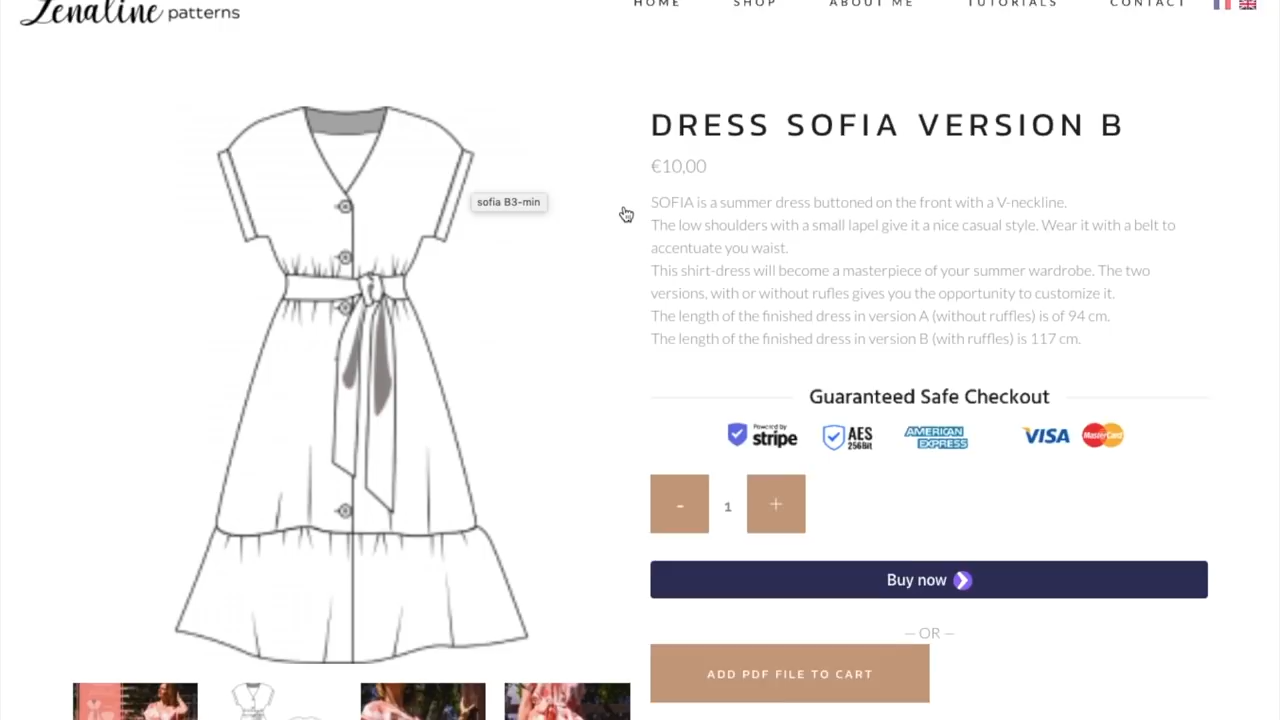 Zenaline patterns
HOME SHOP ABOUT ME TUTORIALS CONTACT
DRESS SOFIA VERSION B
€10,00
sofia B3-min
SOFIA is a summer dress buttoned on the front with a V-neckline.
The low shoulders with a small lapel give it a nice casual style. Wear it with a belt to
accentuate you waist.
This shirt-dress will become a masterpiece of your summer wardrobe. The two
versions, with or without rufles gives you the opportunity to customize it.
The length of the finished dress in version A (without ruffles) is of 94 cm.
The length of the finished dress in version B (with ruffles) is 117 cm.
Guaranteed Safe Checkout
Powered by
stripe
AES
256Bit
AMERICAN
EXPRESS
VISA
MasterCard
- 1 +
Buy now
— OR —
ADD PDF FILE TO CART